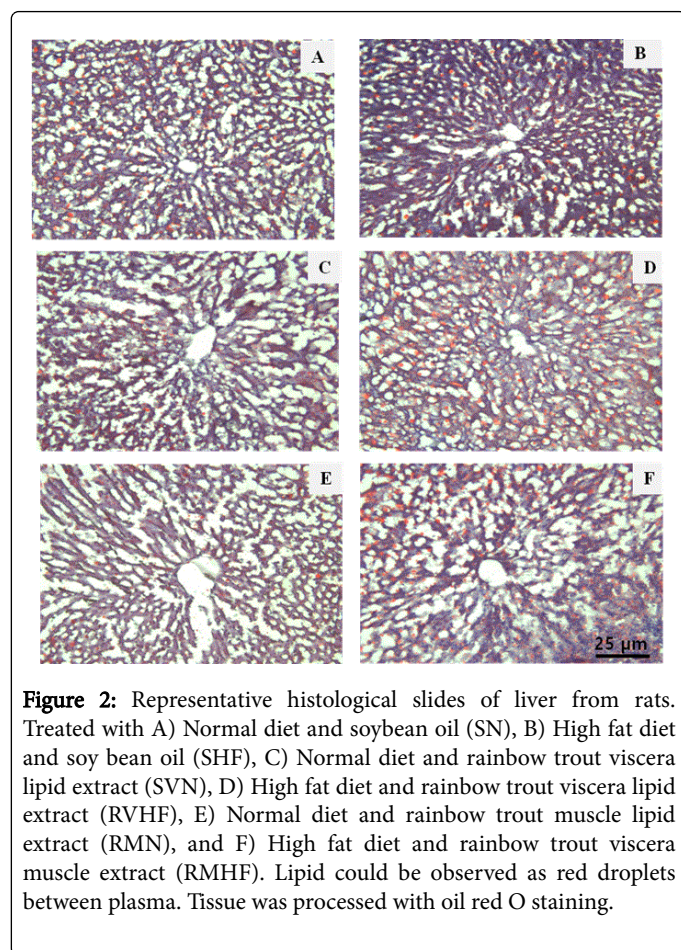 A
B
C
D
E
F
25 μm
Figure 2: Representative histological slides of liver from rats.
Treated with A) Normal diet and soybean oil (SN), B) High fat diet
and soy bean oil (SHF), C) Normal diet and rainbow trout viscera
lipid extract (SVN), D) High fat diet and rainbow trout viscera lipid
extract (RVHF), E) Normal diet and rainbow trout muscle lipid
extract (RMN), and F) High fat diet and rainbow trout viscera
muscle extract (RMHF). Lipid could be observed as red droplets
between plasma. Tissue was processed with oil red O staining.